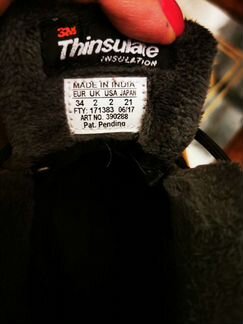 3M
Thinsulate
INSULATION
MADE IN INDIA
EUR UK USA JAPAN
34 2 2 21
FTY: 171383 06/17
ART NO. 390288
Pat. Pending